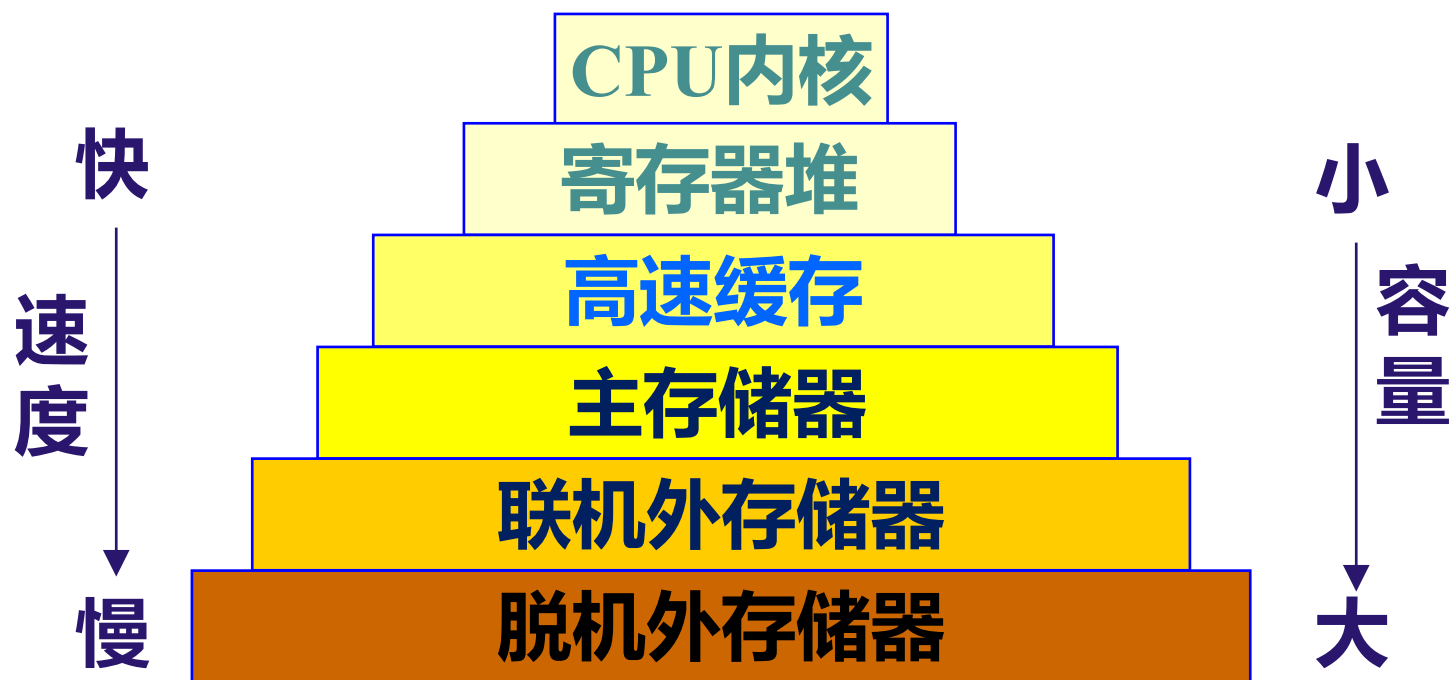 CPU内核
寄存器堆
高速缓存
主存储器
联机外存储器
脱机外存储器
快
速度
慢
小
容量
大